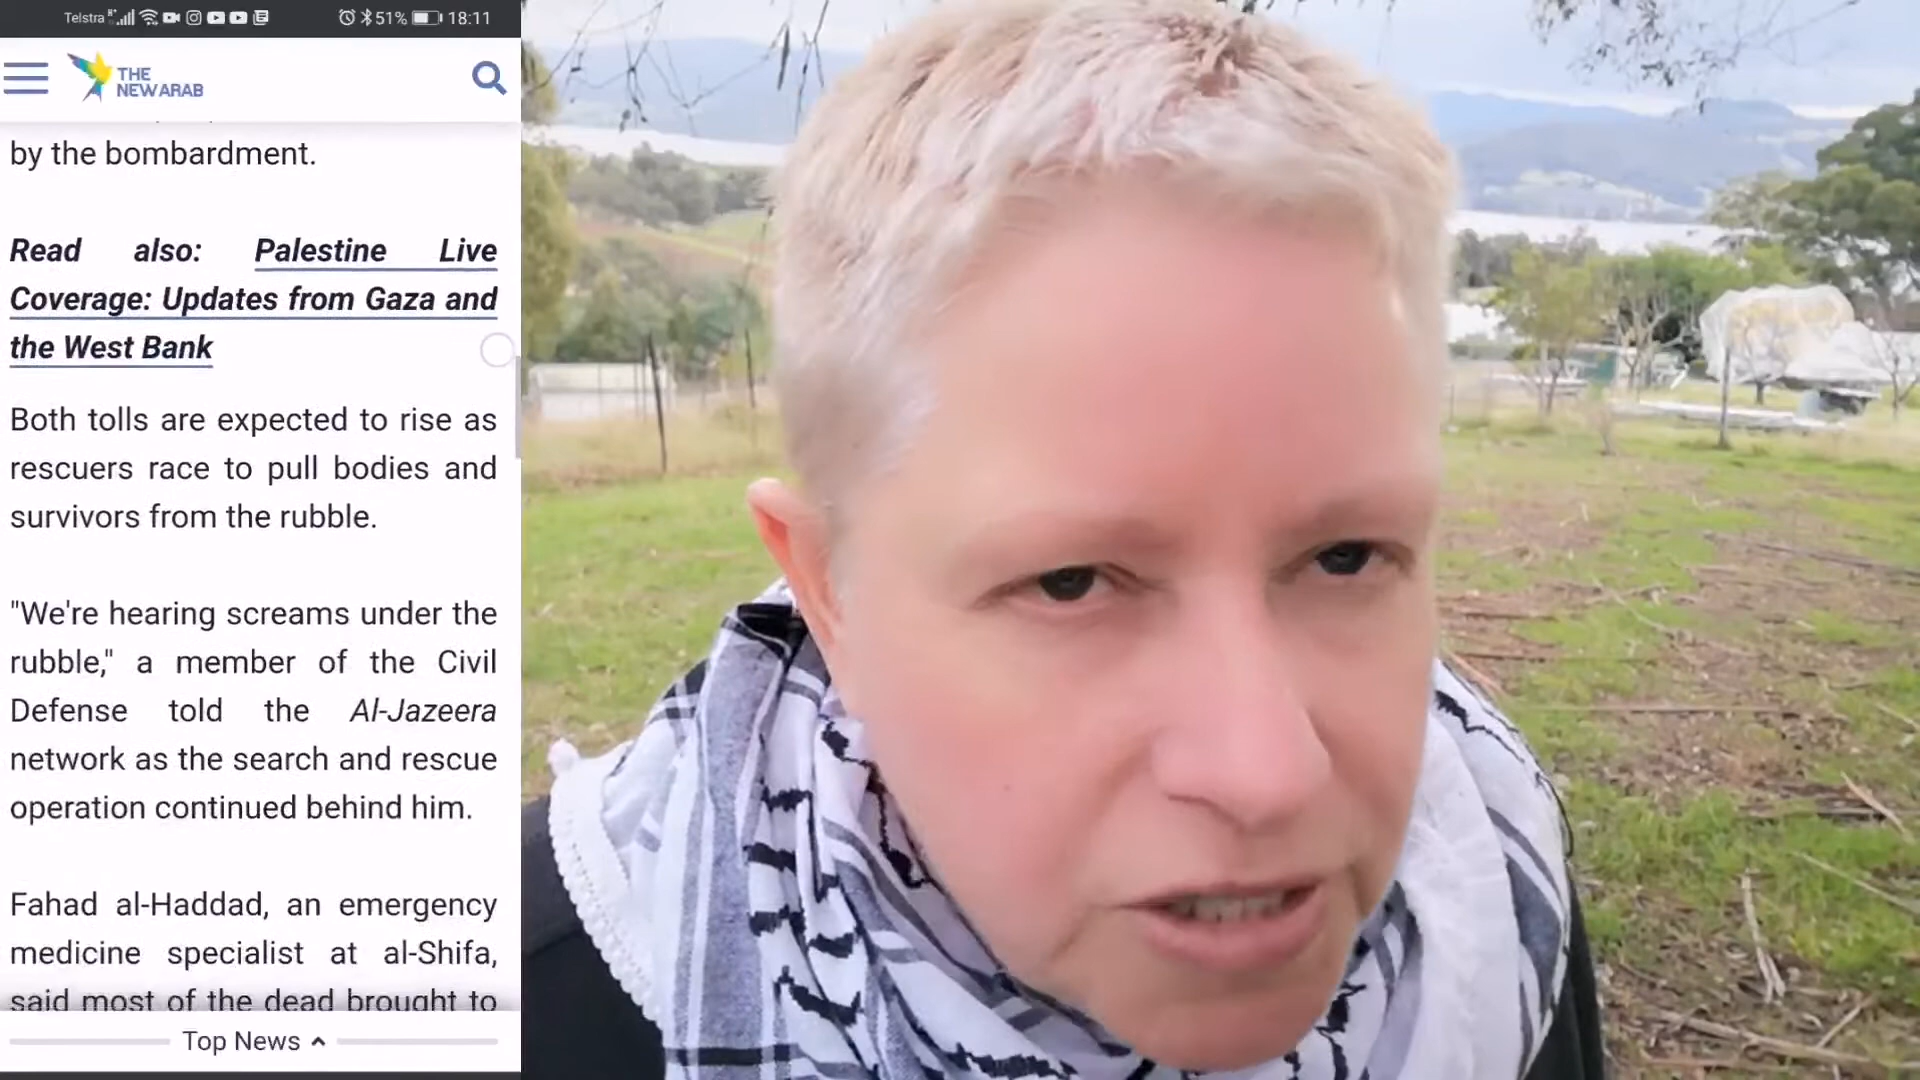 Telstra 51% 18:11
THE
NEW ARAB
by the bombardment.
Read also: Palestine Live
Coverage: Updates from Gaza and
the West Bank
Both tolls are expected to rise as
rescuers race to pull bodies and
survivors from the rubble.
"We're hearing screams under the
rubble," a member of the Civil
Defense told the Al-Jazeera
network as the search and rescue
operation continued behind him.
Fahad al-Haddad, an emergency
medicine specialist at al-Shifa,
said most of the dead brought to
Top News